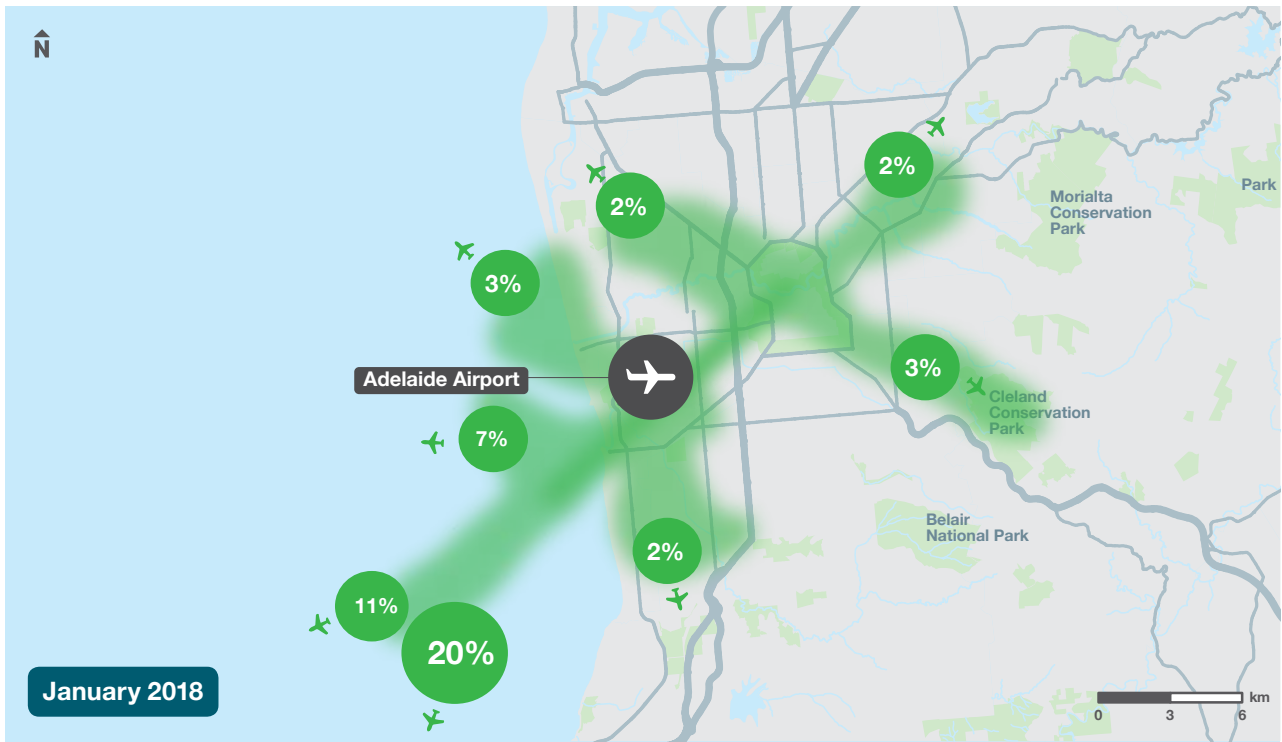 N
2%
2%
Morialta
Conservation
Park
Park
3%
Adelaide Airport
3%
Cleland
Conservation
Park
7%
Belair
National Park
2%
11%
20%
January 2018
km
0 3 6